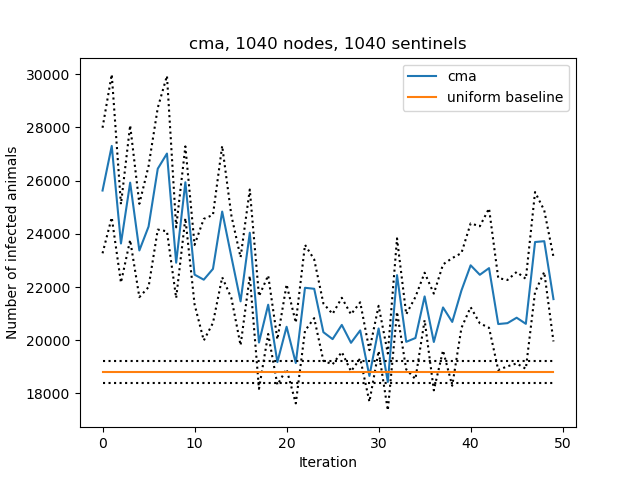 cma, 1040 nodes, 1040 sentinels
cma
uniform baseline
Number of infected animals
30000
28000
26000
24000
22000
20000
18000
0 10 20 30 40 50
Iteration